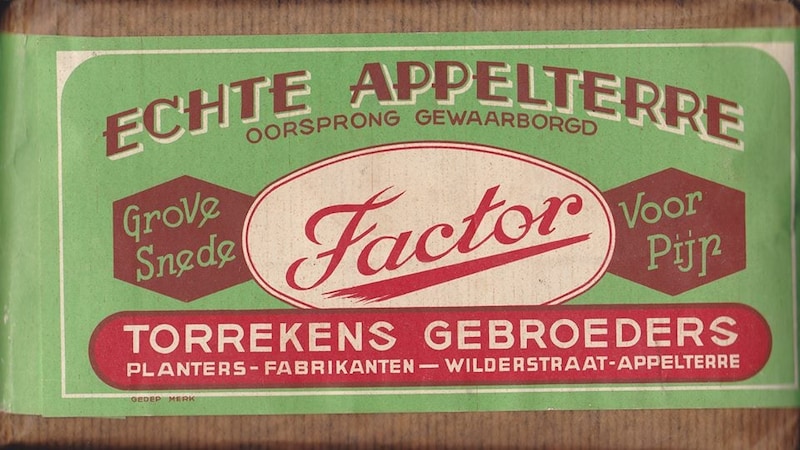 ECHTE APPELTERRE
OORSPRONG GEWAARBORGD
Grove
Snede
Factor
Voor
Pijp
TORREKENS GEBROEDERS
PLANTERS-FABRIKANTEN — WILDERSTRAAT-APPELTERRE
GEDEP MERK